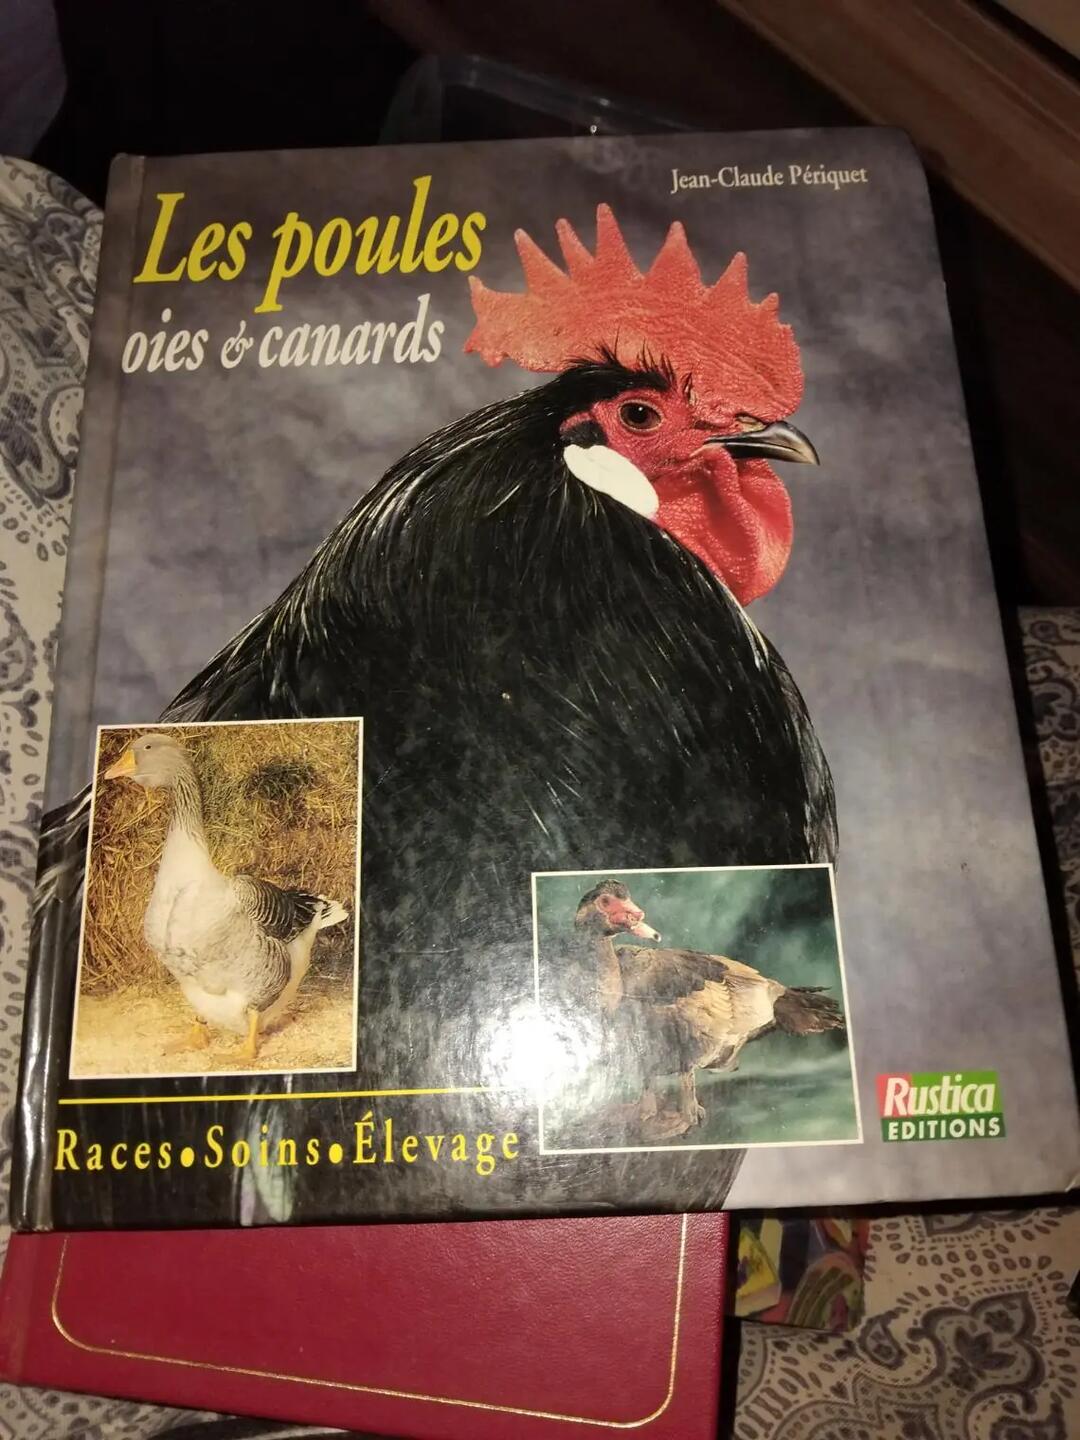 Jean-Claude Périquet
Les poules
oies & canards
Races • Soins • Élevage
Rustica
EDITIONS